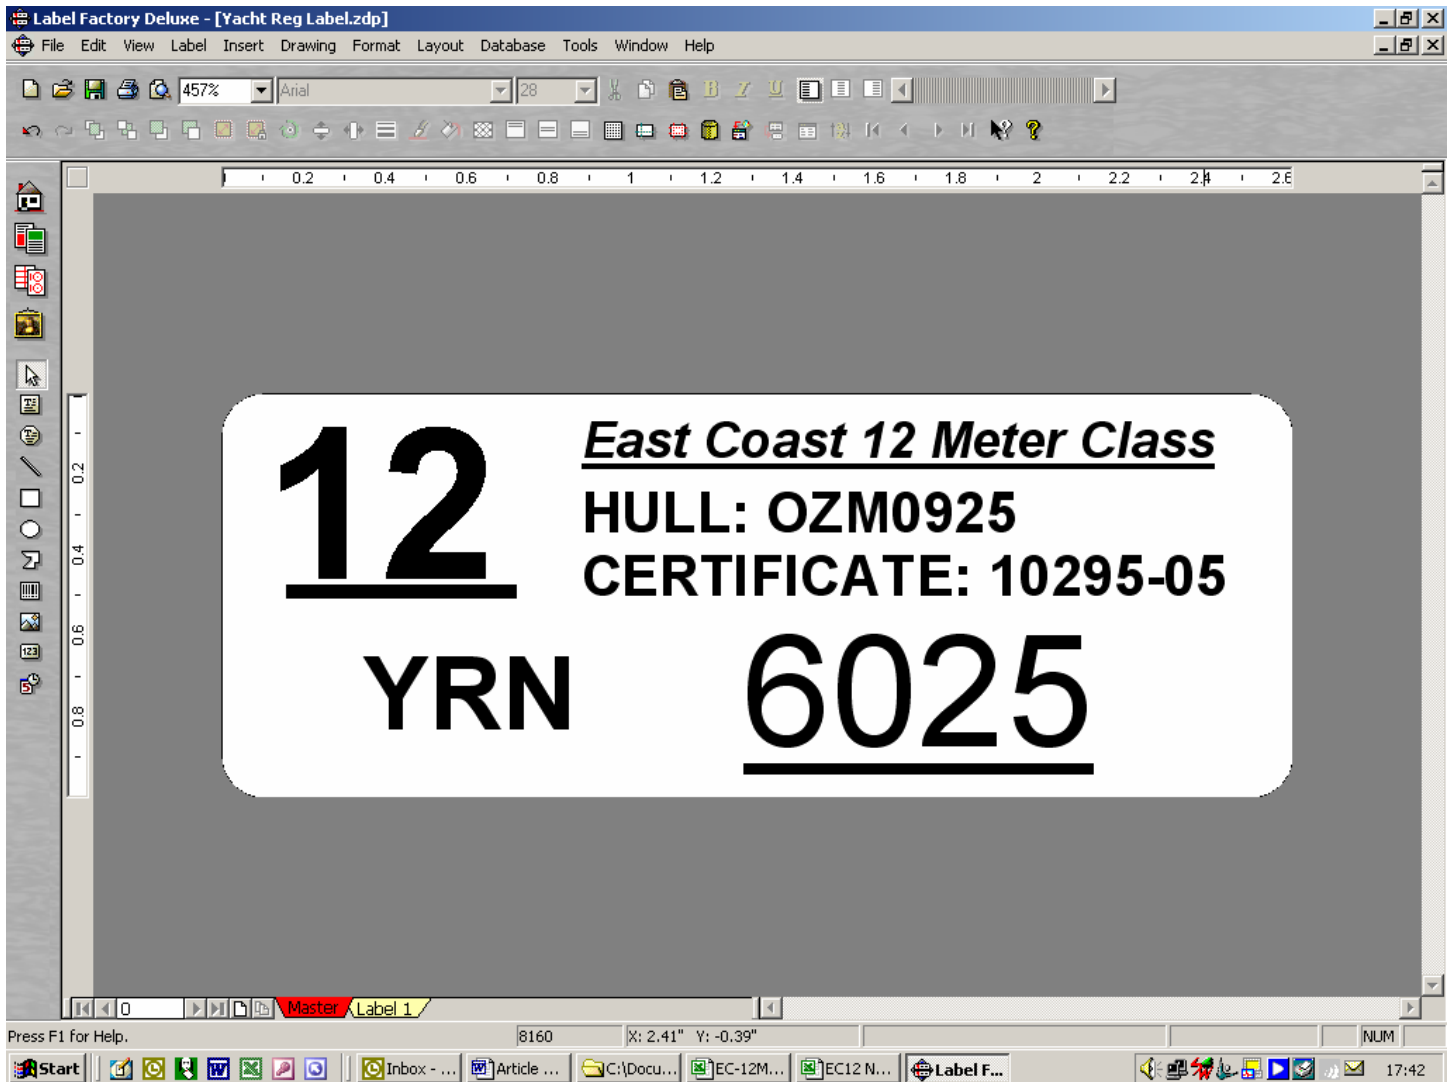 Label Factory Deluxe - [Yacht Reg Label.zdp]
File Edit View Label Insert Drawing Format Layout Database Tools Window Help
457% Arial 28 B I U
0.2 0.4 0.6 0.8 1 1.2 1.4 1.6 1.8 2 2.2 2.4 2.6
0.2
0.4
0.6
0.8
12
East Coast 12 Meter Class
HULL: OZM0925
CERTIFICATE: 10295-05
YRN 6025
0 Master Label 1
Press F1 for Help. 8160 X: 2.41" Y: -0.39" NUM
Start Inbox - ... Article ... C:\Docu... EC-12M... EC12 N... Label F... 17:42